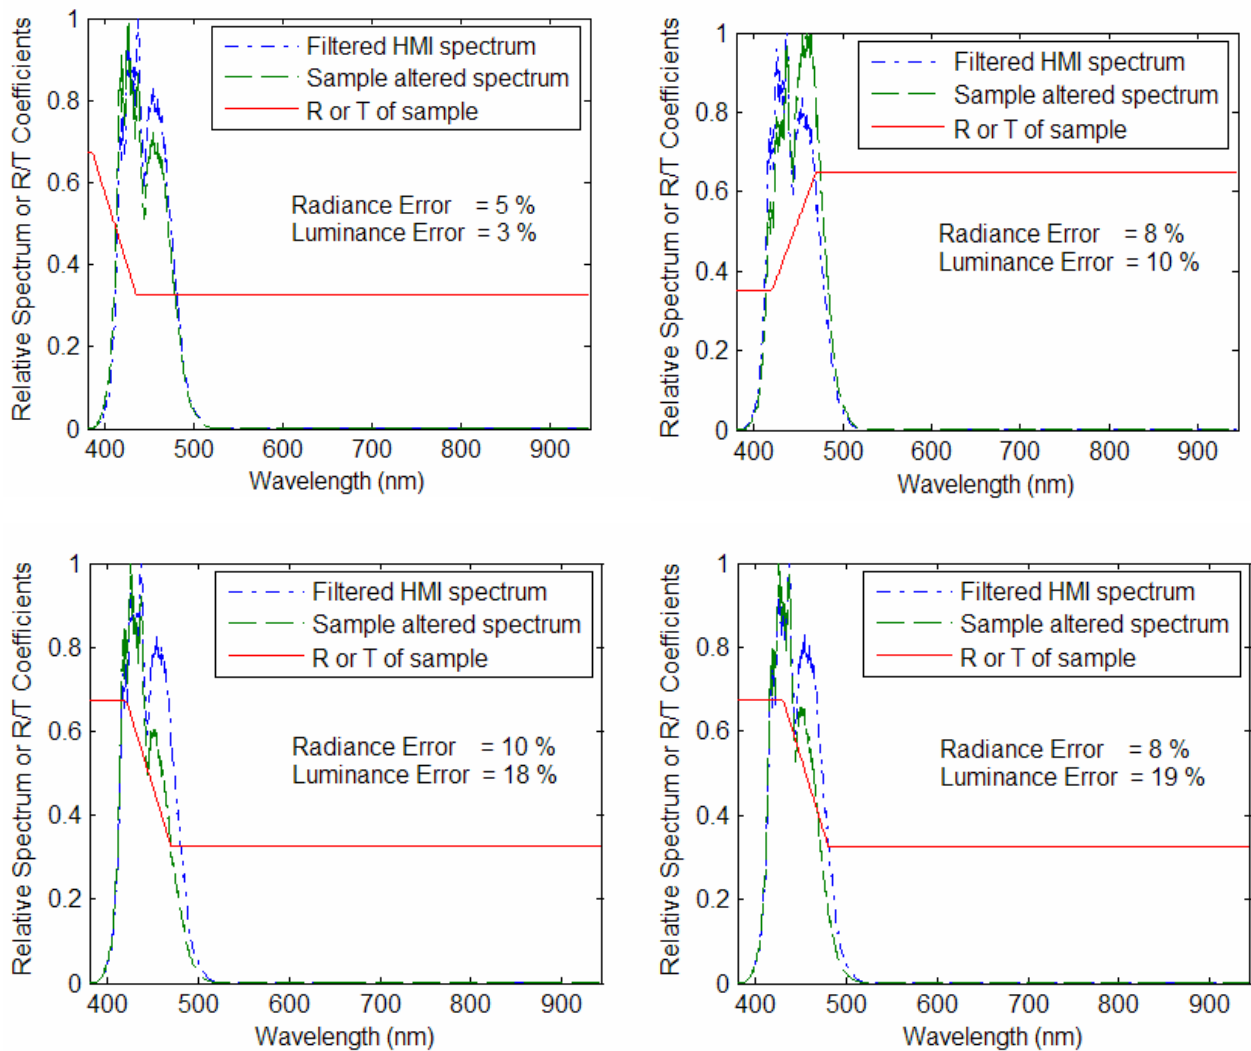 Relative Spectrum or R/T Coefficients
1
0.8
0.6
0.4
0.2
0
Filtered HMI spectrum
Sample altered spectrum
R or T of sample
Radiance Error = 5 %
Luminance Error = 3 %
400 500 600 700 800 900
Wavelength (nm)
Relative Spectrum or R/T Coefficients
1
0.8
0.6
0.4
0.2
0
Filtered HMI spectrum
Sample altered spectrum
R or T of sample
Radiance Error = 8 %
Luminance Error = 10 %
400 500 600 700 800 900
Wavelength (nm)
Relative Spectrum or R/T Coefficients
1
0.8
0.6
0.4
0.2
0
Filtered HMI spectrum
Sample altered spectrum
R or T of sample
Radiance Error = 10 %
Luminance Error = 18 %
400 500 600 700 800 900
Wavelength (nm)
Relative Spectrum or R/T Coefficients
1
0.8
0.6
0.4
0.2
0
Filtered HMI spectrum
Sample altered spectrum
R or T of sample
Radiance Error = 8 %
Luminance Error = 19 %
400 500 600 700 800 900
Wavelength (nm)